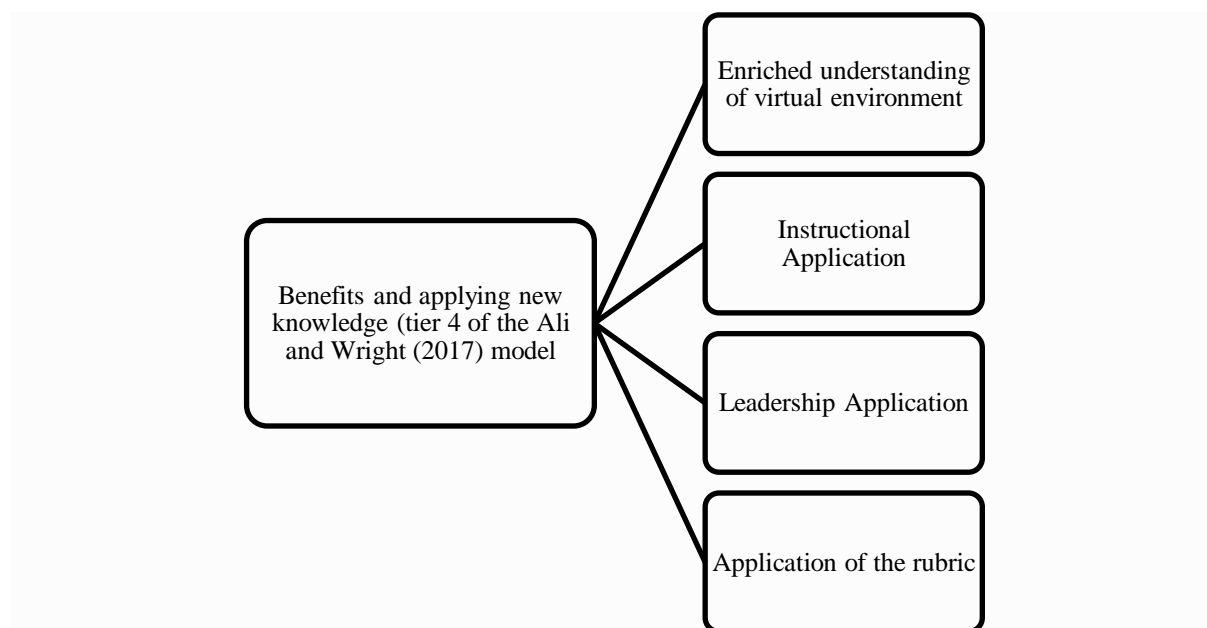 Enriched understanding
of virtual environment
Instructional
Application
Benefits and applying new
knowledge (tier 4 of the Ali
and Wright (2017) model
Leadership Application
Application of the rubric